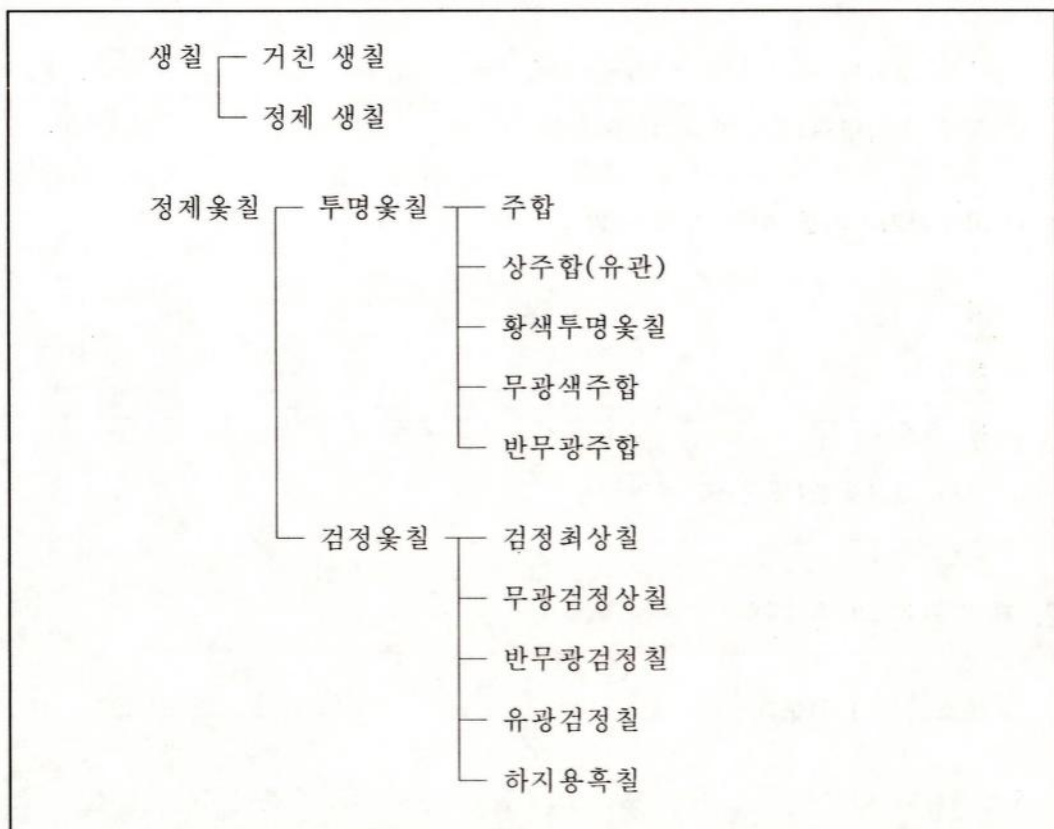 생칠 거친 생칠
정제 생칠
정제옻칠 투명옻칠 주합
상주합(유관)
황색투명옻칠
무광색주합
반무광주합
검정옻칠 검정최상칠
무광검정상칠
반무광검정칠
유광검정칠
하지용흑칠